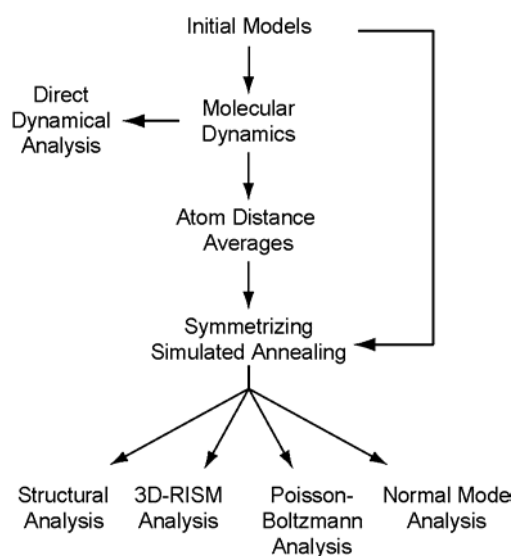 Initial Models
Direct
Dynamical
Analysis
Molecular
Dynamics
Atom Distance
Averages
Symmetrizing
Simulated Annealing
Structural
Analysis
3D-RISM
Analysis
Poisson-
Boltzmann
Analysis
Normal Mode
Analysis